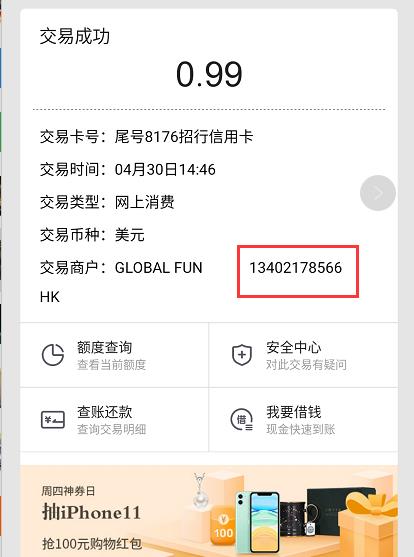 交易成功
0.99
交易卡号：尾号8176招行信用卡
交易时间：04月30日14:46
交易类型：网上消费
交易币种：美元
交易商户：GLOBAL FUN 13402178566
HK
额度查询
查看当前额度
安全中心
对此交易有疑问
查账还款
查询交易明细
借
我要借钱
现金快速到账
周四神券日
抽iPhone11
抢100元购物红包
¥
100